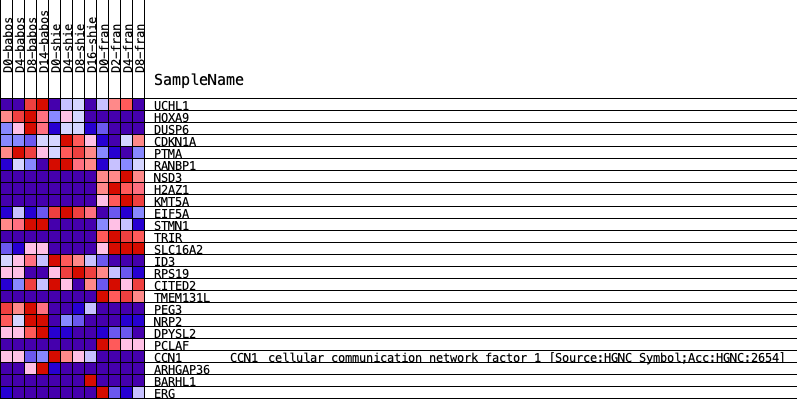 D0-babos
D4-babos
D8-babos
D14-babos
D0-shie
D4-shie
D8-shie
D16-shie
D0-fran
D2-fran
D4-fran
D8-fran
SampleName
UCHL1
HOXA9
DUSP6
CDKN1A
PTMA
RANBP1
NSD3
H2AZ1
KMT5A
EIF5A
STMN1
TRIR
SLC16A2
ID3
RPS19
CITED2
TMEM131L
PEG3
NRP2
DPYSL2
PCLAF
CCN1 CCN1 cellular communication network factor 1 [Source:HGNC Symbol;Acc:HGNC:2654]
ARHGAP36
BARHL1
ERG